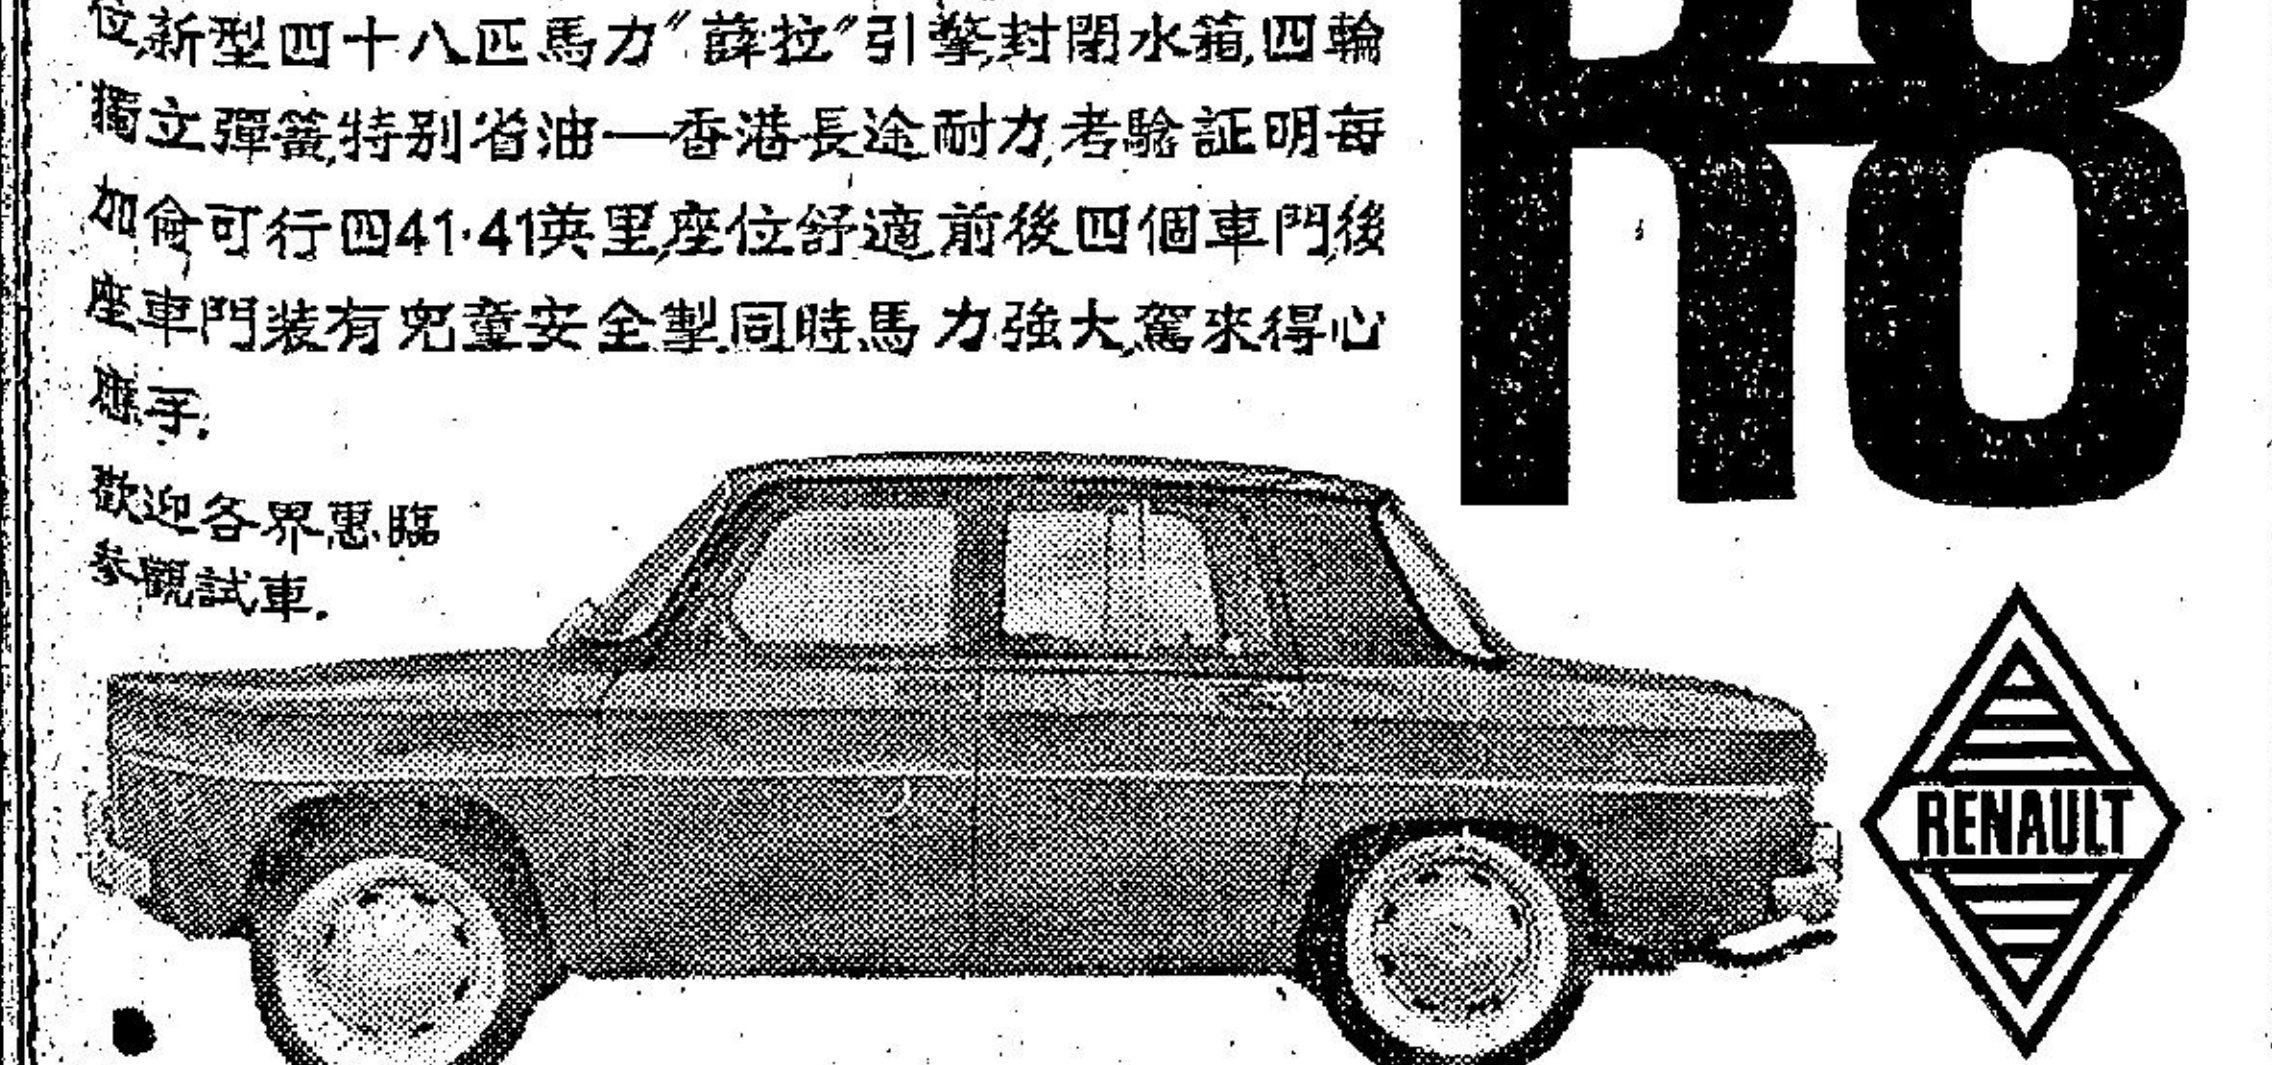 位新型四十八匹馬力“薛拉”引擎,封閉水箱,四輪
獨立彈簧,特别省油—香港長途耐力,考驗証明每
加侖可行四41·41英里,座位舒適,前後四個車門,後
座車門装有兒童安全掣.同時馬力強大,駕來得心
應手.
歡迎各界惠臨
参觀試車.
R8
RENAULT